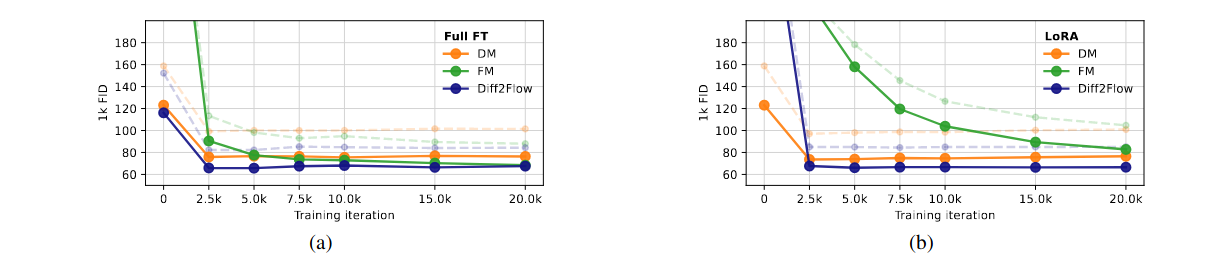 Full FT
DM
FM
Diff2Flow
180
160
140
120
100
80
60
1k FID
0 2.5k 5.0k 7.5k 10.0k 15.0k 20.0k
Training iteration
(a)
LoRA
DM
FM
Diff2Flow
180
160
140
120
100
80
60
1k FID
0 2.5k 5.0k 7.5k 10.0k 15.0k 20.0k
Training iteration
(b)